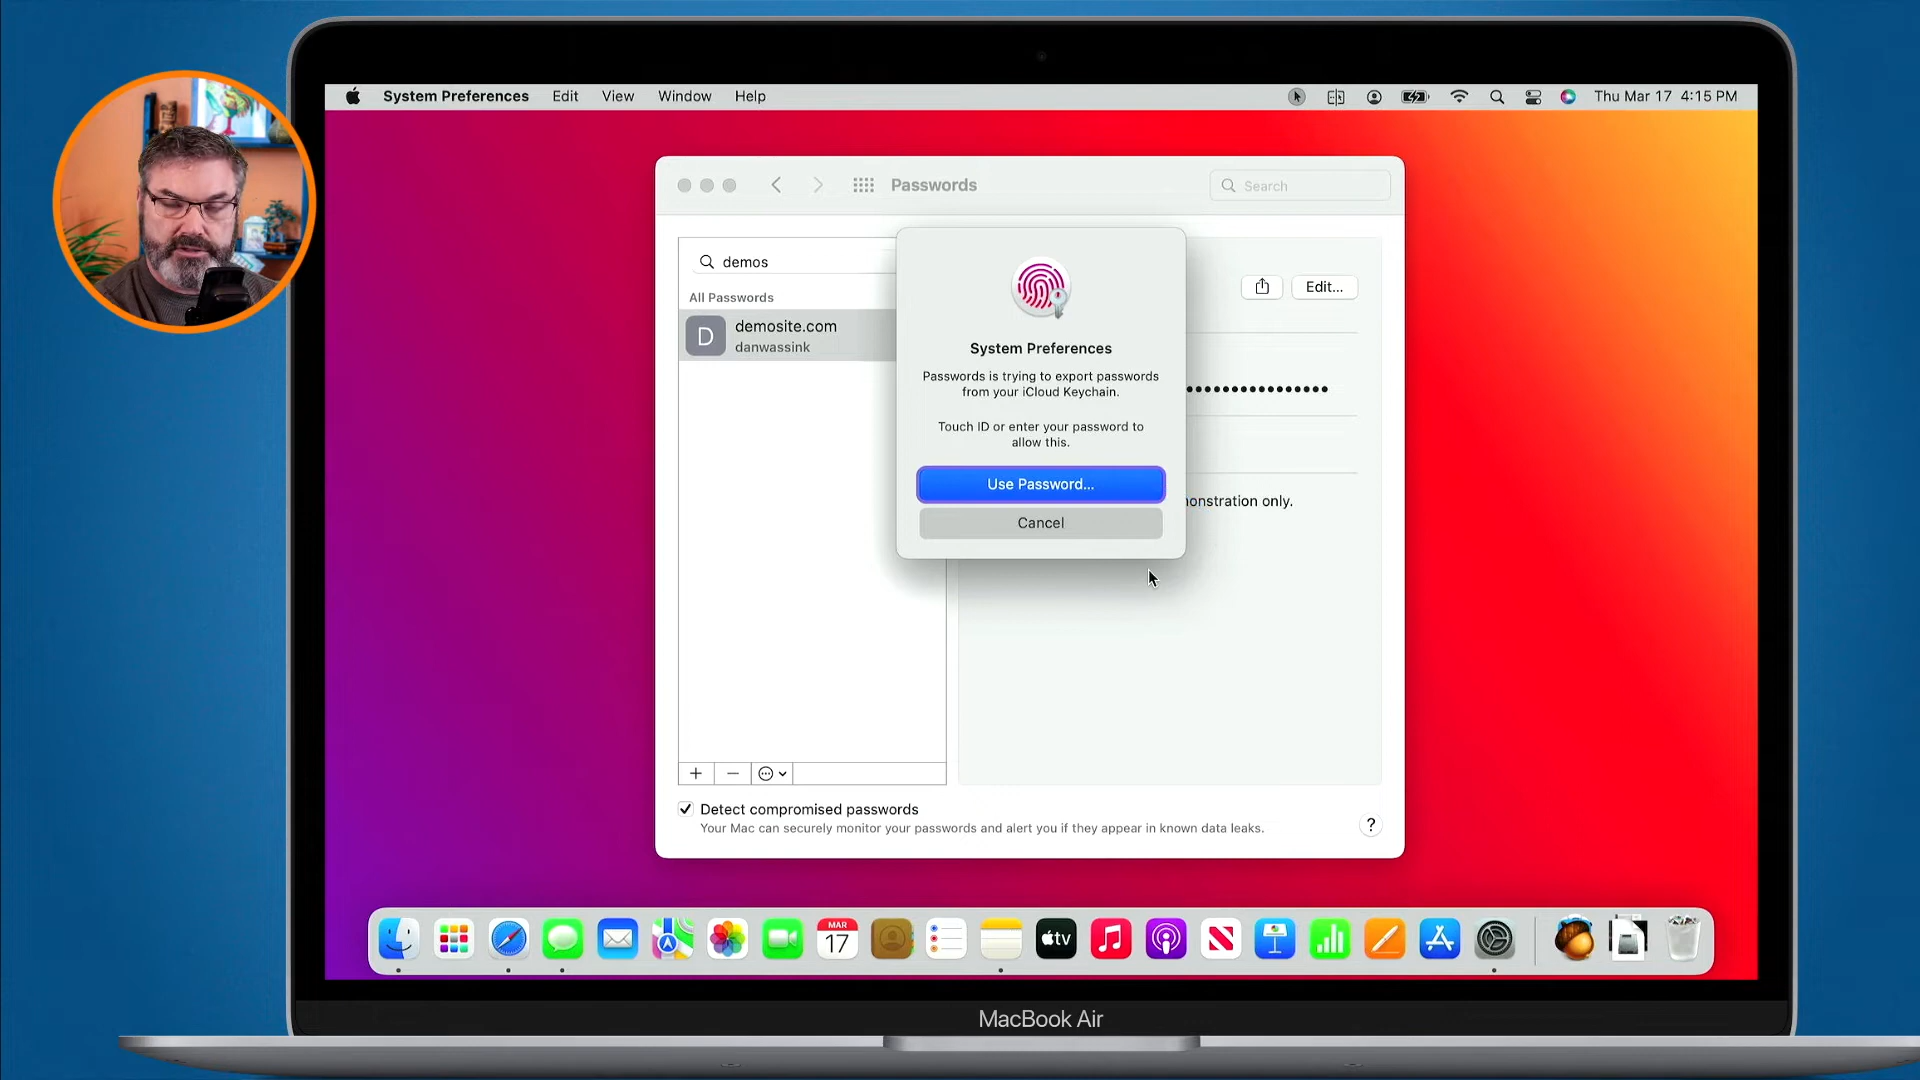 System Preferences Edit View Window Help
Thu Mar 17 4:15 PM
Passwords
Search
demos
All Passwords
D
demosite.com
danwassink
Edit...
System Preferences
Passwords is trying to export passwords
from your iCloud Keychain.
Touch ID or enter your password to
allow this.
Use Password...
Cancel
onstration only.
Detect compromised passwords
Your Mac can securely monitor your passwords and alert you if they appear in known data leaks.
?
MAR
17
tv
MacBook Air